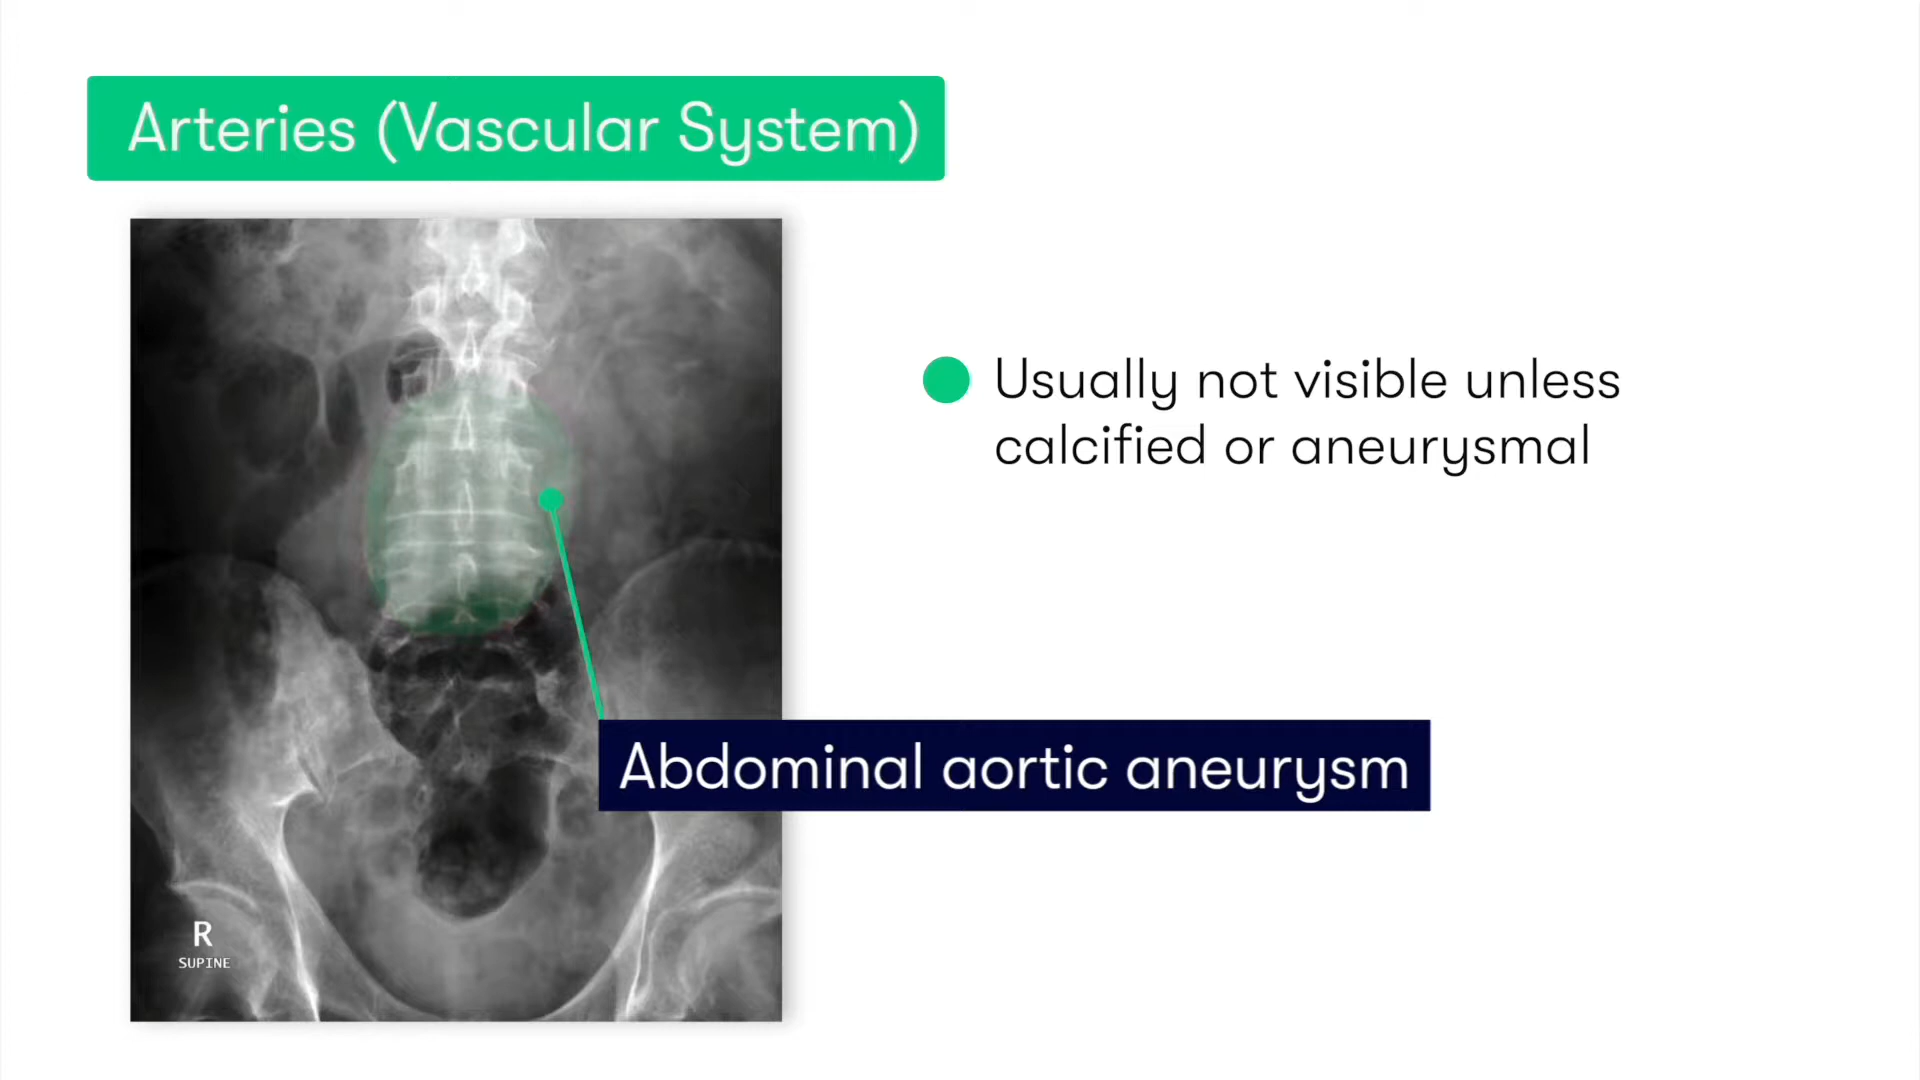 Arteries (Vascular System)
Usually not visible unless
calcified or aneurysmal
Abdominal aortic aneurysm
R
SUPINE